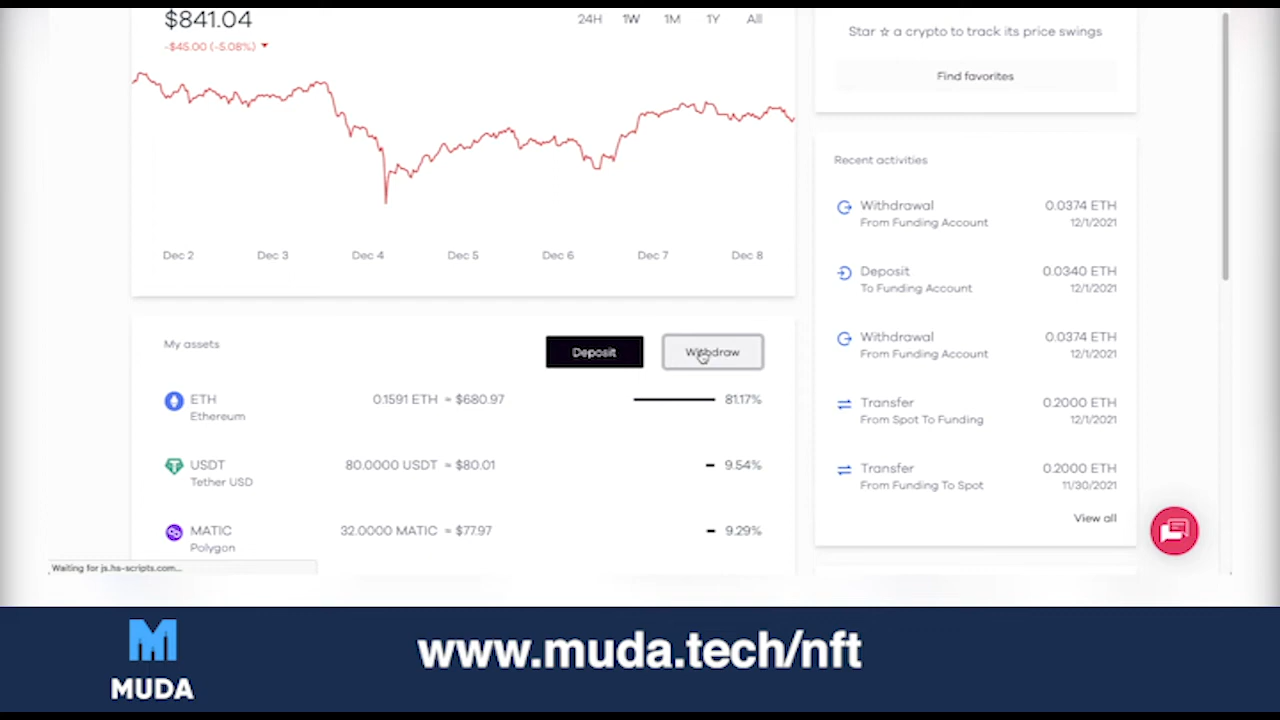 $841.04
24H 1W 1M 1Y All
-$45.00 (-5.08%)
Dec 2 Dec 3 Dec 4 Dec 5 Dec 6 Dec 7 Dec 8
Star ☆ a crypto to track its price swings
Find favorites
Recent activities
Withdrawal 0.0374 ETH
From Funding Account 12/1/2021
Deposit 0.0340 ETH
To Funding Account 12/1/2021
Withdrawal 0.0374 ETH
From Funding Account 12/1/2021
Transfer 0.2000 ETH
From Spot To Funding 12/1/2021
Transfer 0.2000 ETH
From Funding To Spot 11/30/2021
View all
My assets Deposit Withdraw
ETH 0.1591 ETH ≈ $680.97 81.17%
Ethereum
USDT 80.0000 USDT ≈ $80.01 9.54%
Tether USD
MATIC 32.0000 MATIC ≈ $77.97 9.29%
Polygon
Waiting for js.hs-scripts.com...
MUDA
www.muda.tech/nft